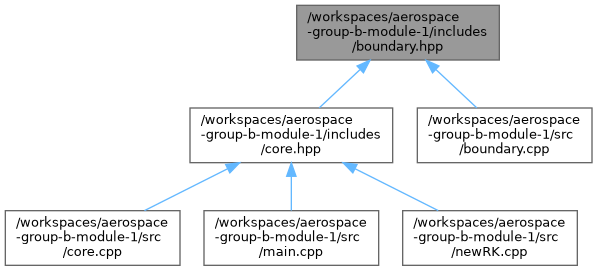 /workspaces/aerospace
-group-b-module-1/includes
/boundary.hpp
/workspaces/aerospace
-group-b-module-1/includes
/core.hpp
/workspaces/aerospace
-group-b-module-1/src
/boundary.cpp
/workspaces/aerospace
-group-b-module-1/src
/core.cpp
/workspaces/aerospace
-group-b-module-1/src
/main.cpp
/workspaces/aerospace
-group-b-module-1/src
/newRK.cpp